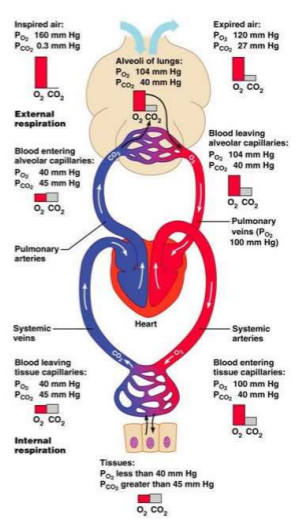 Inspired air:
PO2 160 mm Hg
PCO2 0.3 mm Hg
O2 CO2
Expired air:
PO2 120 mm Hg
PCO2 27 mm Hg
O2 CO2
Alveoli of lungs:
PO2 104 mm Hg
PCO2 40 mm Hg
O2 CO2
External
respiration
Blood entering
alveolar capillaries:
PO2 40 mm Hg
PCO2 45 mm Hg
O2 CO2
Blood leaving
alveolar capillaries:
PO2 104 mm Hg
PCO2 40 mm Hg
O2 CO2
CO2
O2
Pulmonary
arteries
Pulmonary
veins (PO2
100 mm Hg)
Heart
Systemic
veins
Systemic
arteries
CO2
O2
Blood leaving
tissue capillaries:
PO2 40 mm Hg
PCO2 45 mm Hg
O2 CO2
Blood entering
tissue capillaries:
PO2 100 mm Hg
PCO2 40 mm Hg
O2 CO2
Internal
respiration
Tissues:
PO2 less than 40 mm Hg
PCO2 greater than 45 mm Hg
O2 CO2